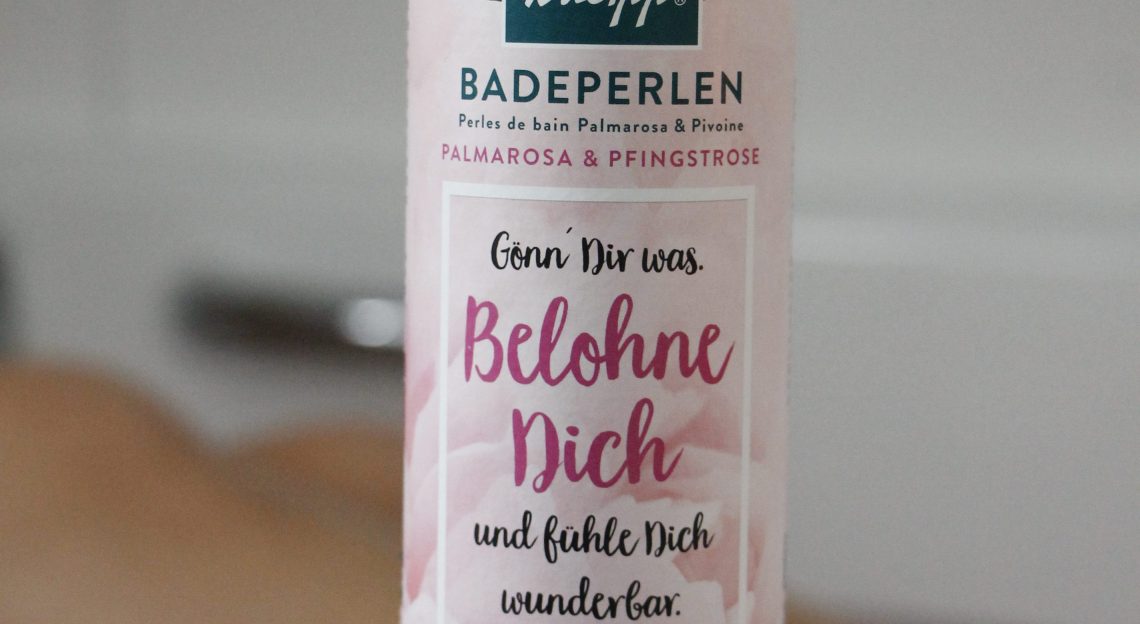 BADEPERLEN
Perles de bain Palmarosa & Pivoine
PALMAROSA & PFINGSTROSE
Gönn´ Dir was.
Belohne
Dich
und fühle Dich
wunderbar.